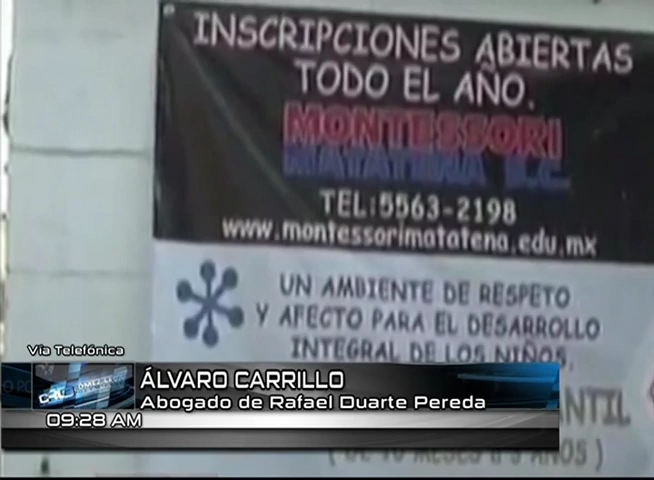 INSCRIPCIONES ABIERTAS
TODO EL AÑO.
MONTESSORI
MATATENA S.C.
TEL:5563-2198
www.montessorimatatena.edu.mx
UN AMBIENTE DE RESPETO
Y AFECTO PARA EL DESARROLLO
INTEGRAL DE LOS NIÑOS.
Vía Telefónica
ÁLVARO CARRILLO
Abogado de Rafael Duarte Pereda
09:28 AM